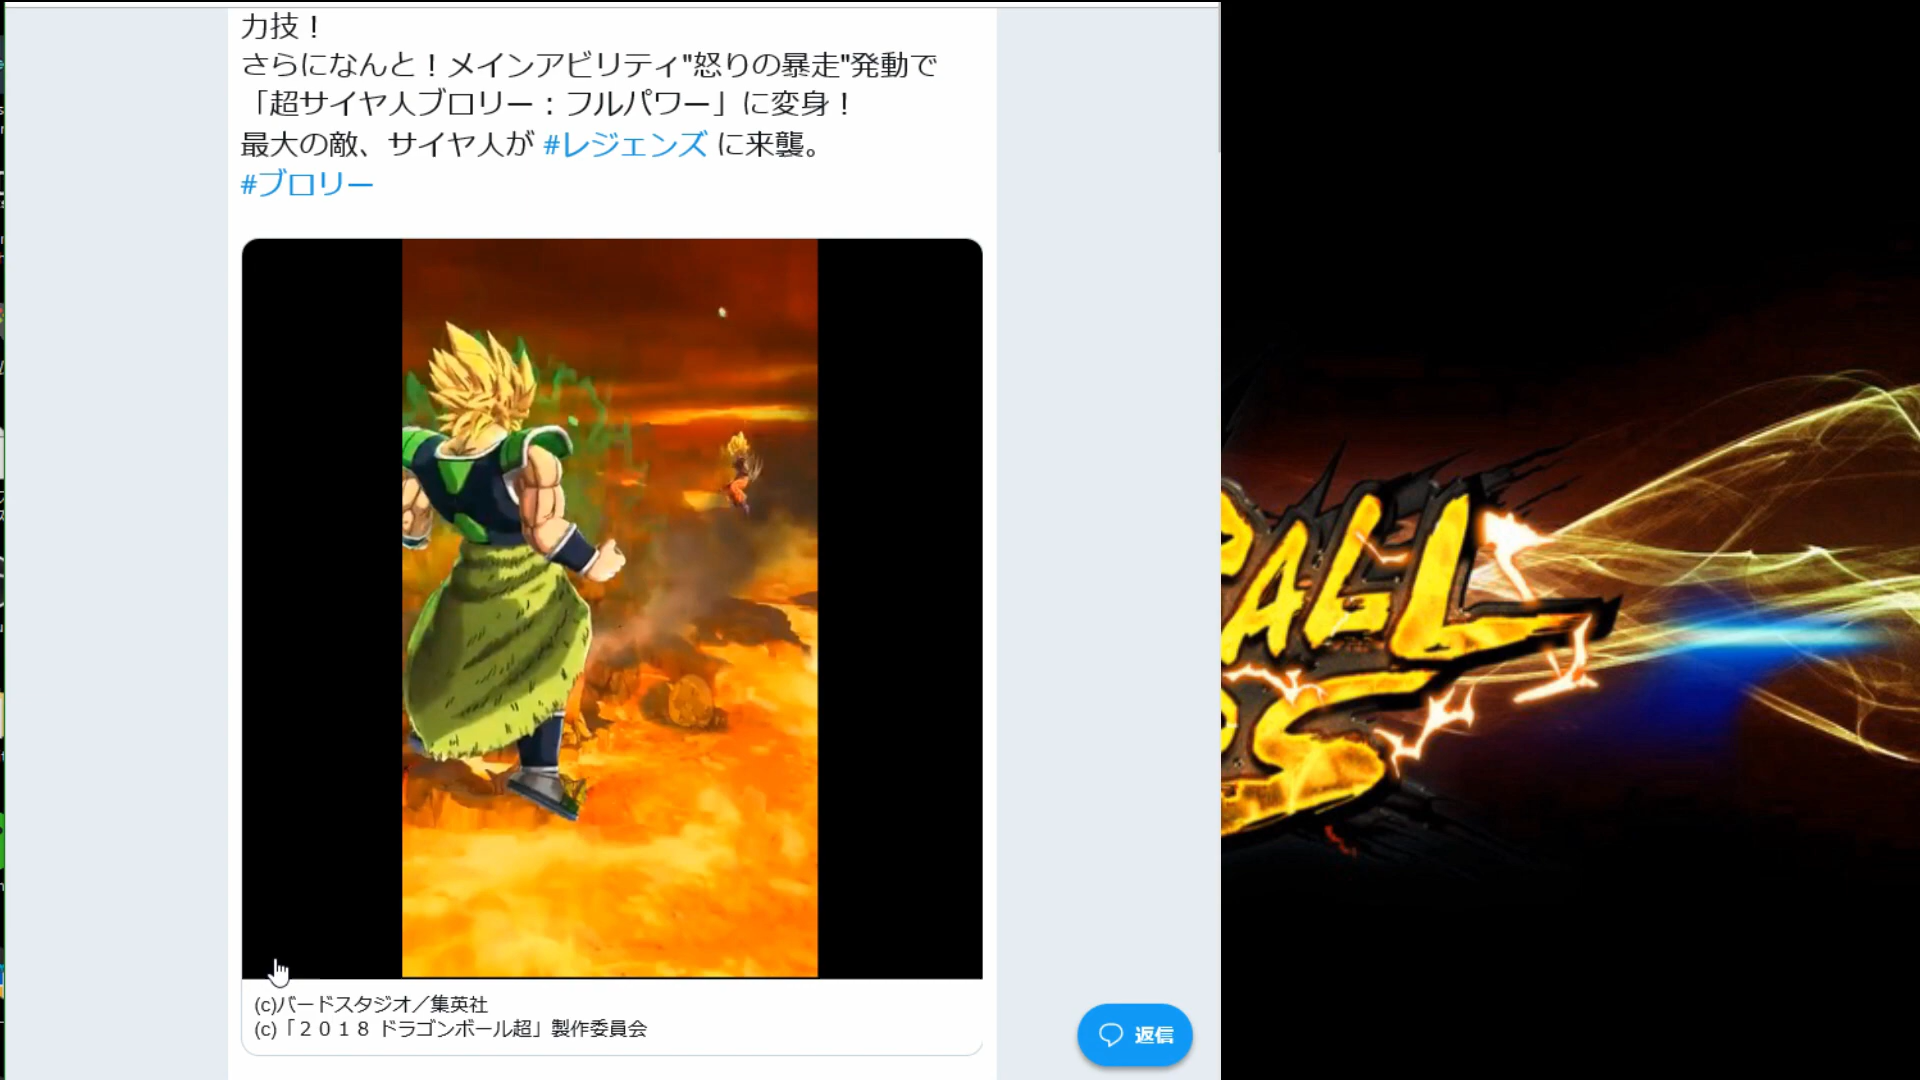 力技！
さらになんと！メインアビリティ"怒りの暴走"発動で
「超サイヤ人ブロリー：フルパワー」に変身！
最大の敵、サイヤ人が #レジェンズ に来襲。
#ブロリー
(c)バードスタジオ／集英社
(c)「２０１８ ドラゴンボール超」製作委員会
返信